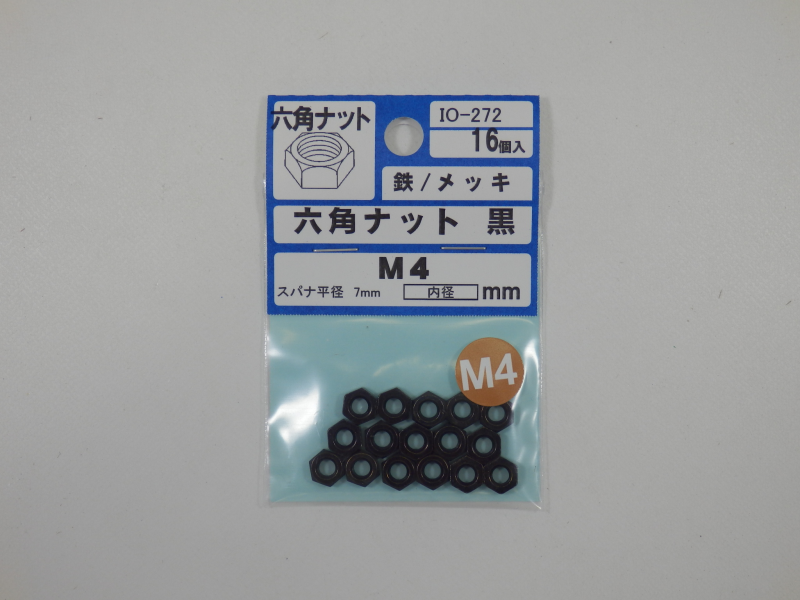 六角ナット
IO-272
16個入
鉄/メッキ
六角ナット 黒
M4
スパナ平径 7mm 内径 mm
M4